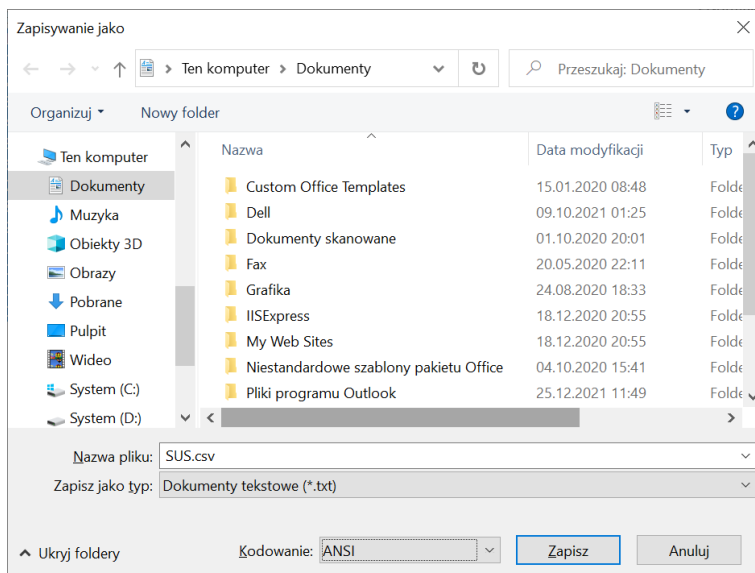 Zapisywanie jako
Ten komputer > Dokumenty
Przeszukaj: Dokumenty
Organizuj Nowy folder
Ten komputer
Dokumenty
Muzyka
Obiekty 3D
Obrazy
Pobrane
Pulpit
Wideo
System (C:)
System (D:)
Nazwa Data modyfikacji Typ
Custom Office Templates 15.01.2020 08:48 Folde
Dell 09.10.2021 01:25 Folde
Dokumenty skanowane 01.10.2020 20:01 Folde
Fax 20.05.2020 22:11 Folde
Grafika 24.08.2020 18:33 Folde
IISExpress 18.12.2020 20:55 Folde
My Web Sites 18.12.2020 20:55 Folde
Niestandardowe szablony pakietu Office 04.10.2020 15:41 Folde
Pliki programu Outlook 25.12.2021 11:49 Folde
Nazwa pliku: SUS.csv
Zapisz jako typ: Dokumenty tekstowe (*.txt)
Ukryj foldery Kodowanie: ANSI Zapisz Anuluj